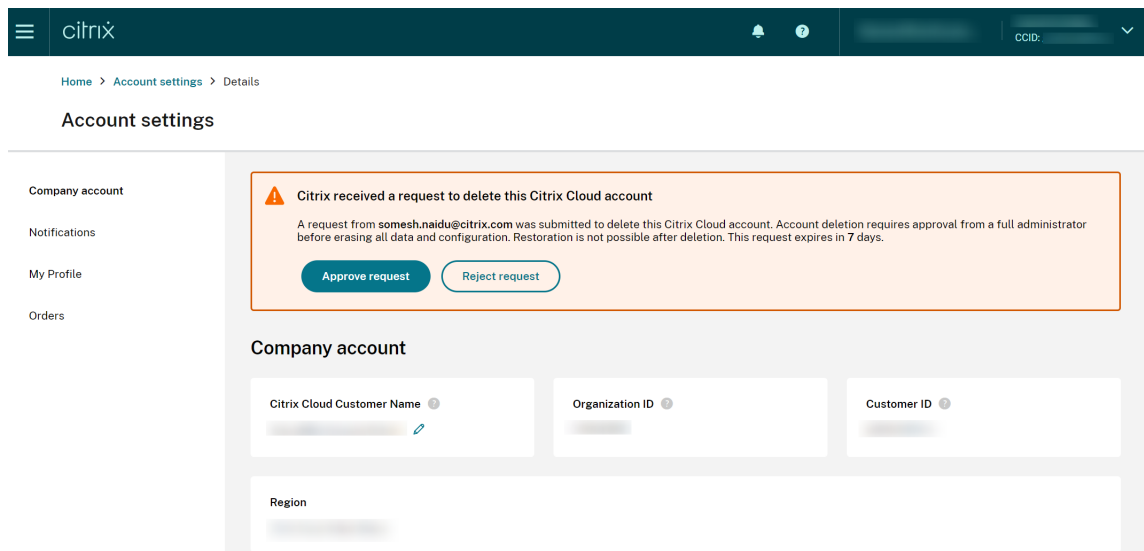 citrix
CCID:
Home > Account settings > Details
Account settings
Company account
Notifications
My Profile
Orders
Citrix received a request to delete this Citrix Cloud account
A request from somesh.naidu@citrix.com was submitted to delete this Citrix Cloud account. Account deletion requires approval from a full administrator
before erasing all data and configuration. Restoration is not possible after deletion. This request expires in 7 days.
Approve request Reject request
Company account
Citrix Cloud Customer Name Organization ID Customer ID
Region